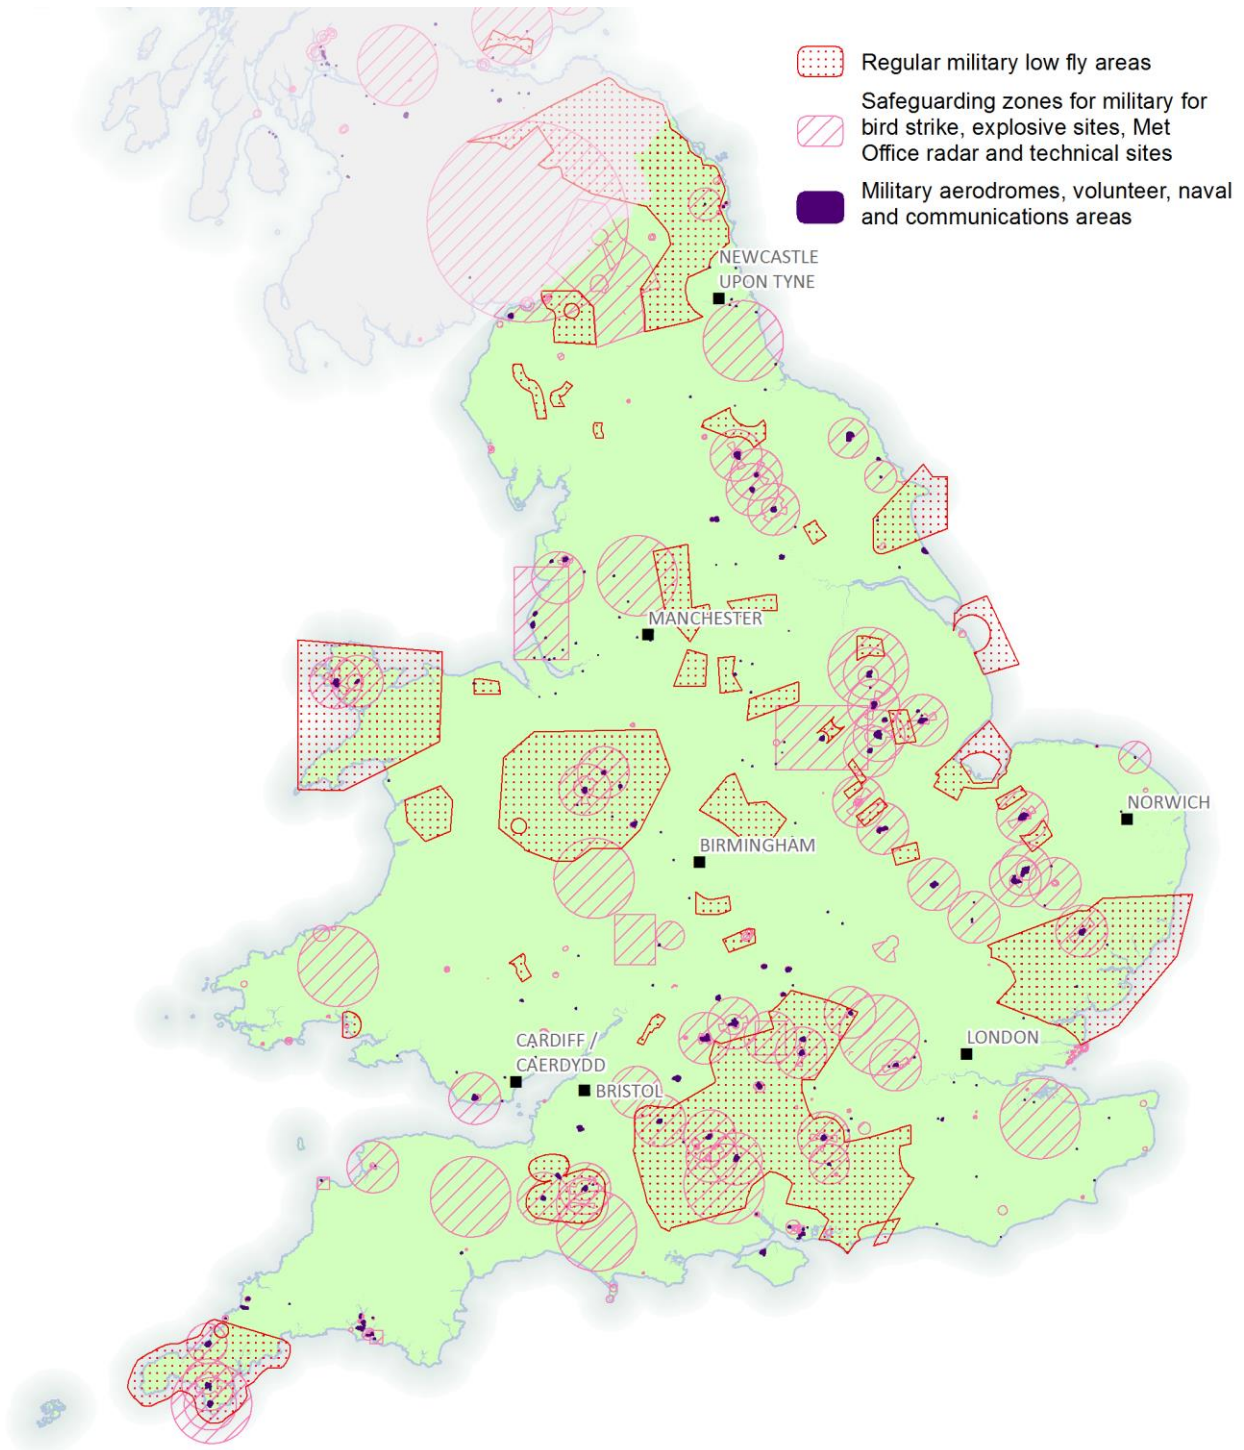 Regular military low fly areas
Safeguarding zones for military for
bird strike, explosive sites, Met
Office radar and technical sites
Military aerodromes, volunteer, naval
and communications areas
NEWCASTLE
UPON TYNE
MANCHESTER
NORWICH
BIRMINGHAM
CARDIFF /
CAERDYDD
LONDON
BRISTOL